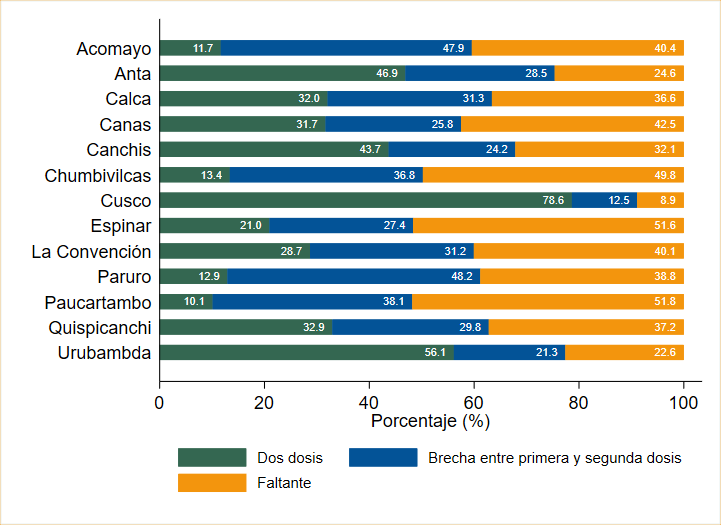 Acomayo 11.7 47.9 40.4
Anta 46.9 28.5 24.6
Calca 32.0 31.3 36.6
Canas 31.7 25.8 42.5
Canchis 43.7 24.2 32.1
Chumbivilcas 13.4 36.8 49.8
Cusco 78.6 12.5 8.9
Espinar 21.0 27.4 51.6
La Convención 28.7 31.2 40.1
Paruro 12.9 48.2 38.8
Paucartambo 10.1 38.1 51.8
Quispicanchi 32.9 29.8 37.2
Urubambda 56.1 21.3 22.6
0 20 40 60 80 100
Porcentaje (%)
Dos dosis Brecha entre primera y segunda dosis
Faltante